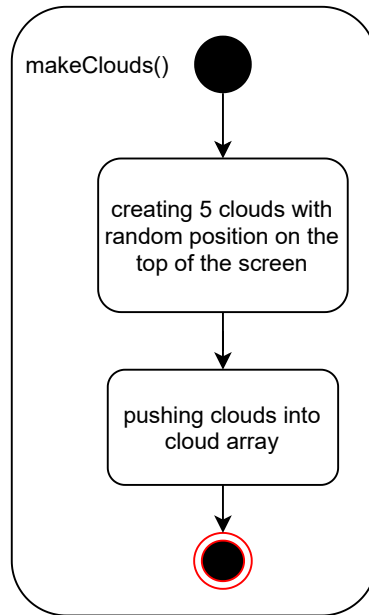 makeClouds()
creating 5 clouds with
random position on the
top of the screen
pushing clouds into
cloud array